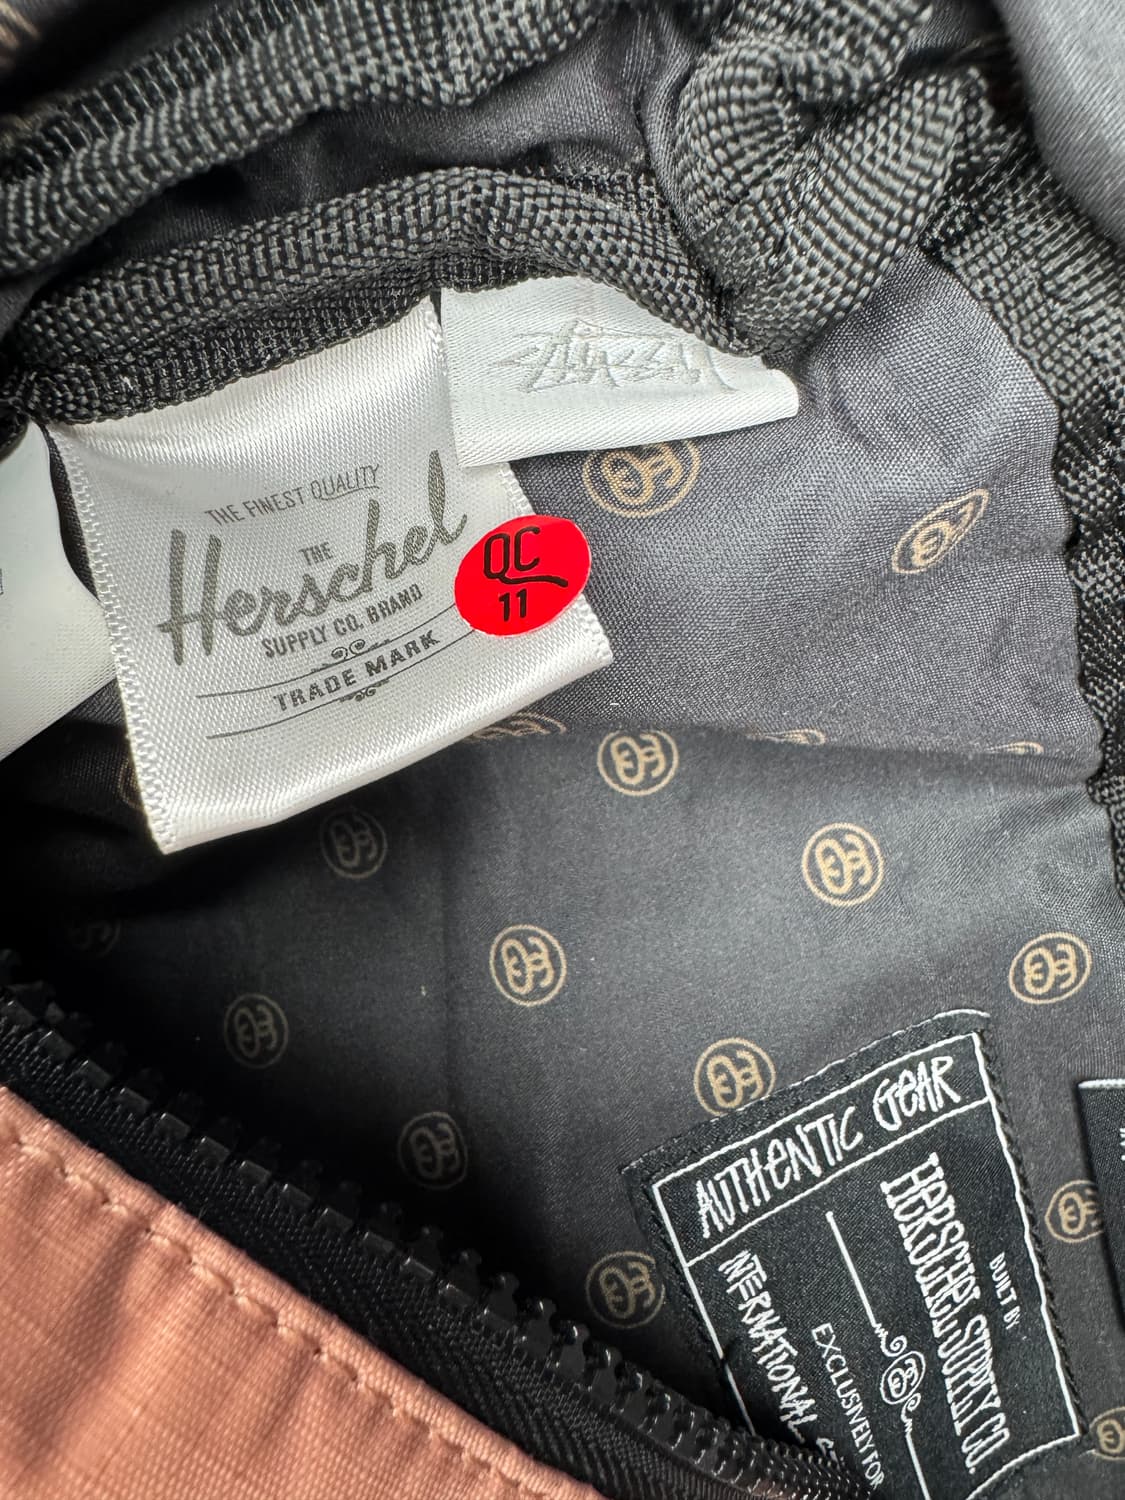 Stüssy
THE FINEST QUALITY
THE
Herschel
SUPPLY CO. BRAND
TRADE MARK
QC
11
AUTHENTIC GEAR
BUILT BY
HERSCHEL SUPPLY CO.
EXCLUSIVELY FOR
INTERNATIONAL